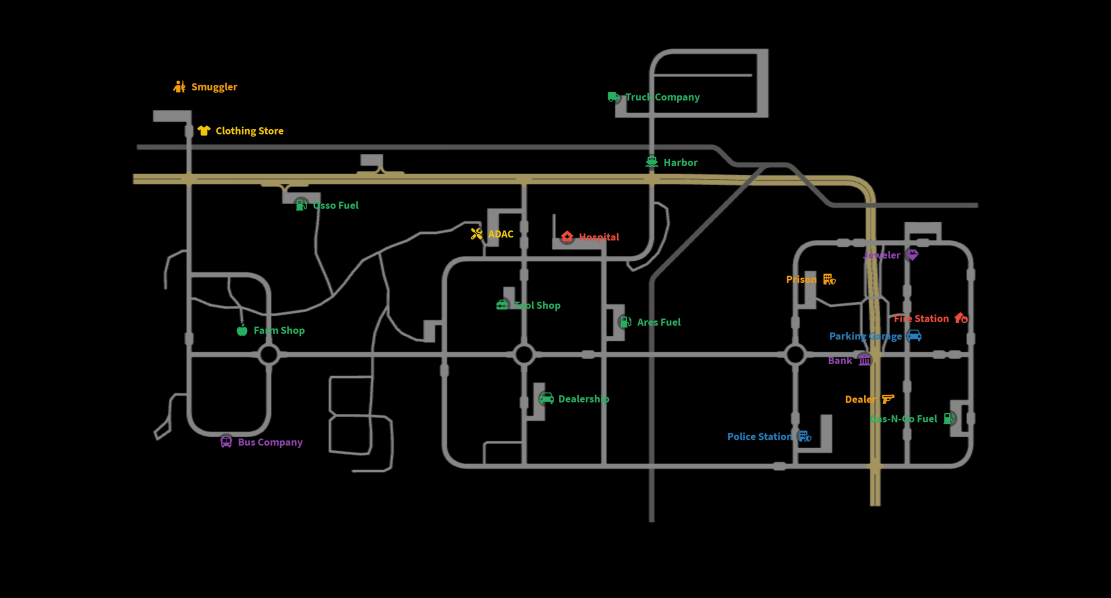 Smuggler
Truck Company
Clothing Store
Harbor
Osso Fuel
ADAC
Hospital
Jeweler
Prison
Tool Shop
Fire Station
Ares Fuel
Farm Shop
Parking Garage
Bank
Dealership
Dealer
Gas-N-Go Fuel
Police Station
Bus Company